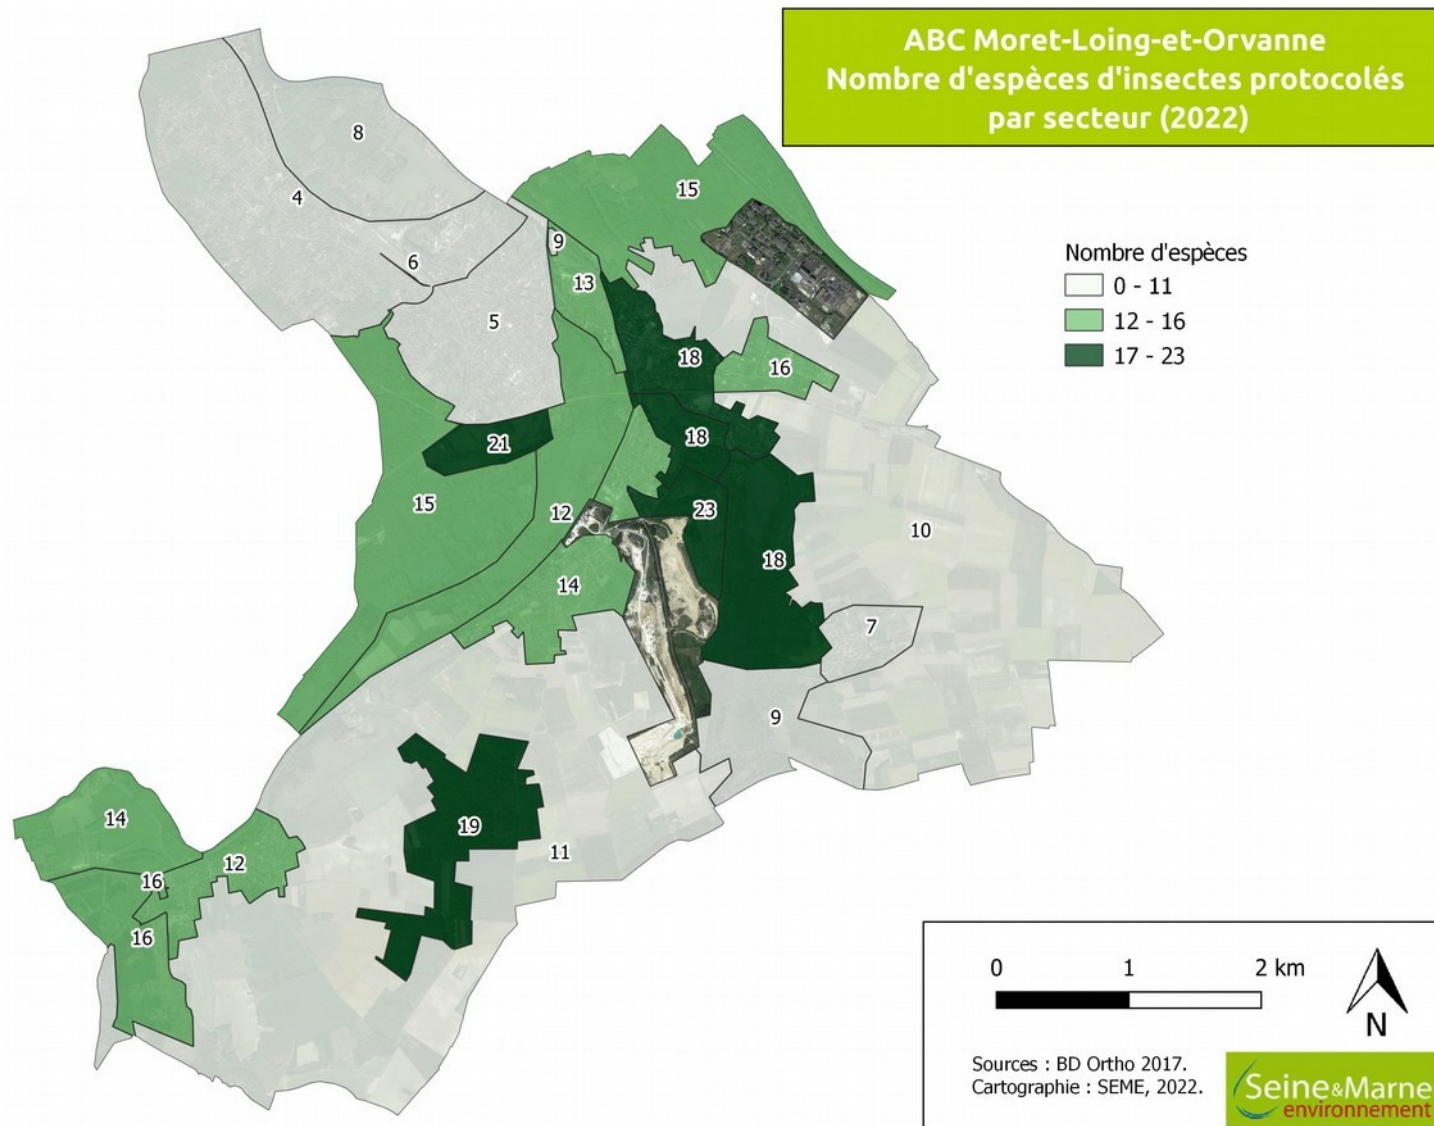 ABC Moret-Loing-et-Orvanne
Nombre d'espèces d'insectes protocolés
par secteur (2022)
8
4
15
9
6
13
Nombre d'espèces
0 - 11
12 - 16
17 - 23
5
18
16
21
18
15
12
23
10
18
14
7
9
14
19
12
11
16
16
0 1 2 km
N
Sources : BD Ortho 2017.
Cartographie : SEME, 2022.
Seine&Marne
environnement